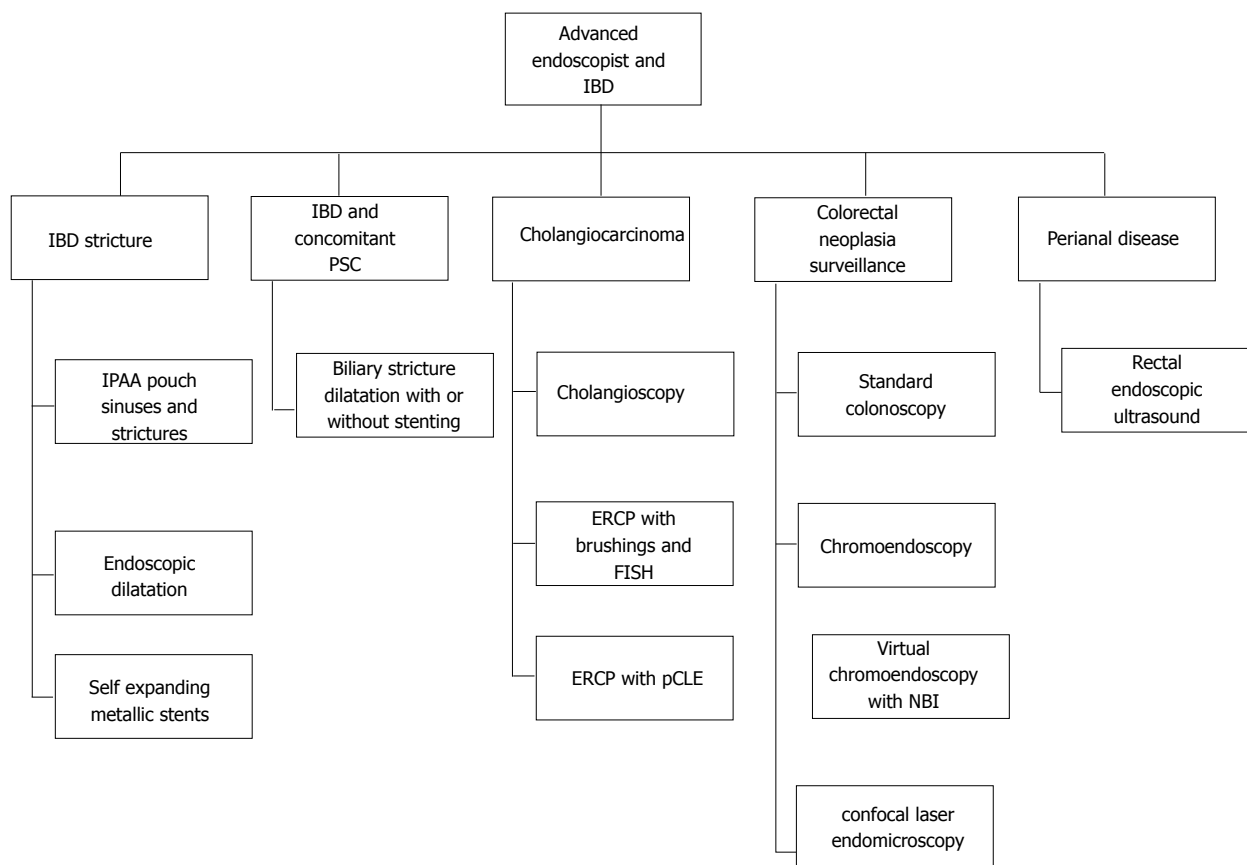 Advanced
endoscopist and
IBD
IBD stricture
IBD and
concomitant
PSC
Cholangiocarcinoma
Colorectal
neoplasia
surveillance
Perianal disease
IPAA pouch
sinuses and
strictures
Biliary stricture
dilatation with or
without stenting
Cholangioscopy
Standard
colonoscopy
Rectal
endoscopic
ultrasound
Endoscopic
dilatation
ERCP with
brushings and
FISH
Chromoendoscopy
Self expanding
metallic stents
ERCP with pCLE
Virtual
chromoendoscopy
with NBI
confocal laser
endomicroscopy